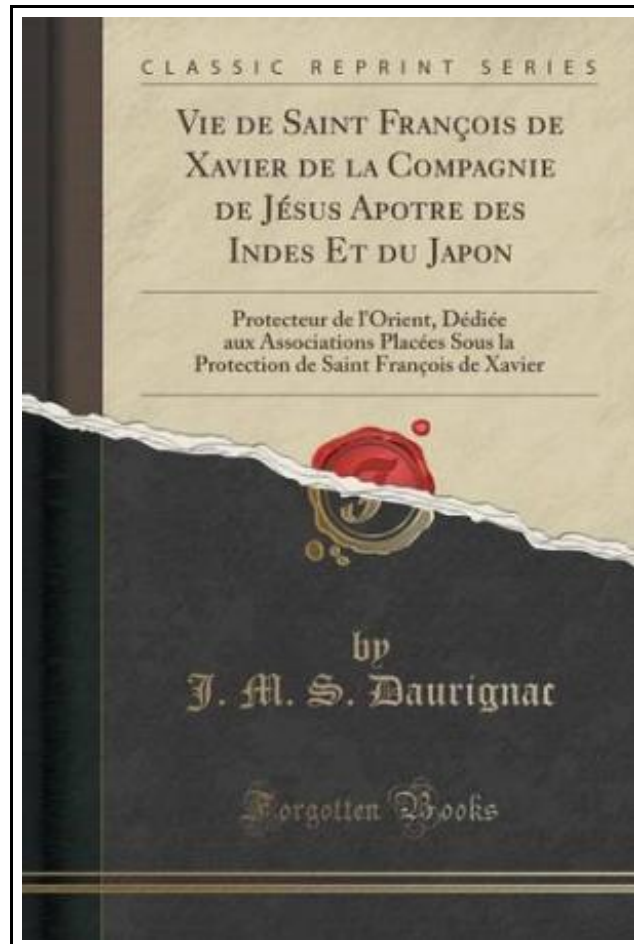 CLASSIC REPRINT SERIES
VIE DE SAINT FRANÇOIS DE
XAVIER DE LA COMPAGNIE
DE JÉSUS APOTRE DES
INDES ET DU JAPON
Protecteur de l'Orient, Dédiée
aux Associations Placées Sous la
Protection de Saint François de Xavier
by
J. M. S. Daurignac
Forgotten Books